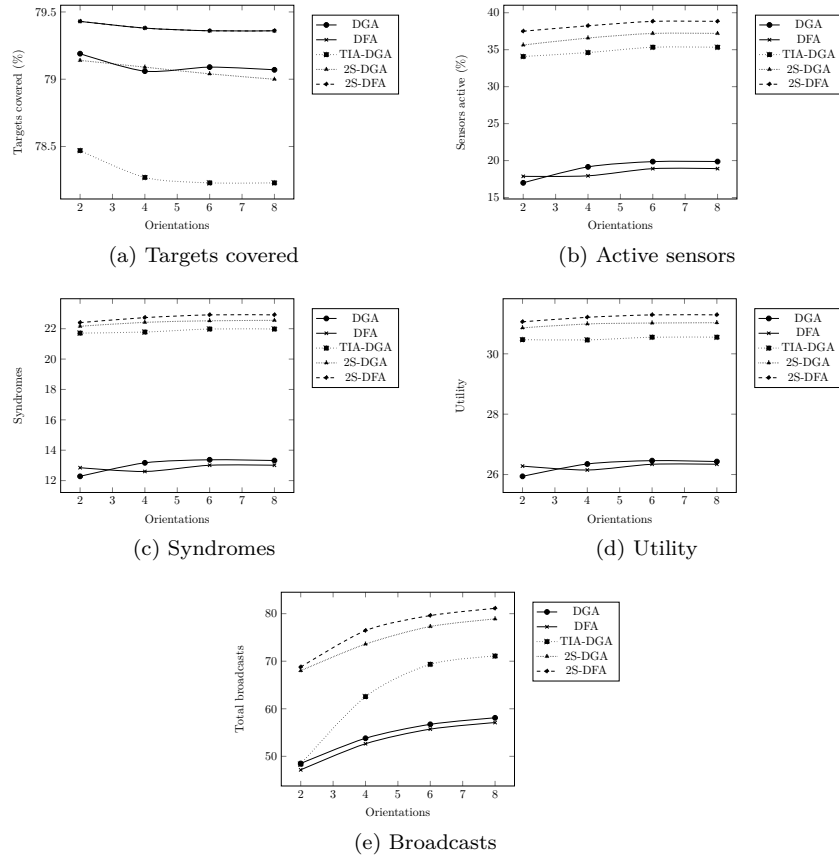 79.5
79
78.5
Targets covered (%)
2 3 4 5 6 7 8
Orientations
DGA
DFA
TIA-DGA
2S-DGA
2S-DFA
(a) Targets covered
40
35
30
25
20
15
Sensors active (%)
2 3 4 5 6 7 8
Orientations
DGA
DFA
TIA-DGA
2S-DGA
2S-DFA
(b) Active sensors
22
20
18
16
14
12
Syndromes
2 3 4 5 6 7 8
Orientations
DGA
DFA
TIA-DGA
2S-DGA
2S-DFA
(c) Syndromes
30
28
26
Utility
2 3 4 5 6 7 8
Orientations
DGA
DFA
TIA-DGA
2S-DGA
2S-DFA
(d) Utility
80
70
60
50
Total broadcasts
2 3 4 5 6 7 8
Orientations
DGA
DFA
TIA-DGA
2S-DGA
2S-DFA
(e) Broadcasts